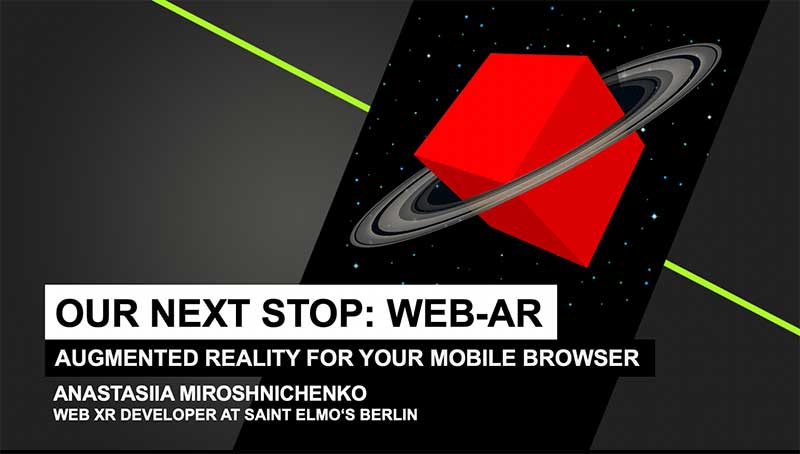 OUR NEXT STOP: WEB-AR
AUGMENTED REALITY FOR YOUR MOBILE BROWSER
ANASTASIIA MIROSHNICHENKO
WEB XR DEVELOPER AT SAINT ELMO‘S BERLIN